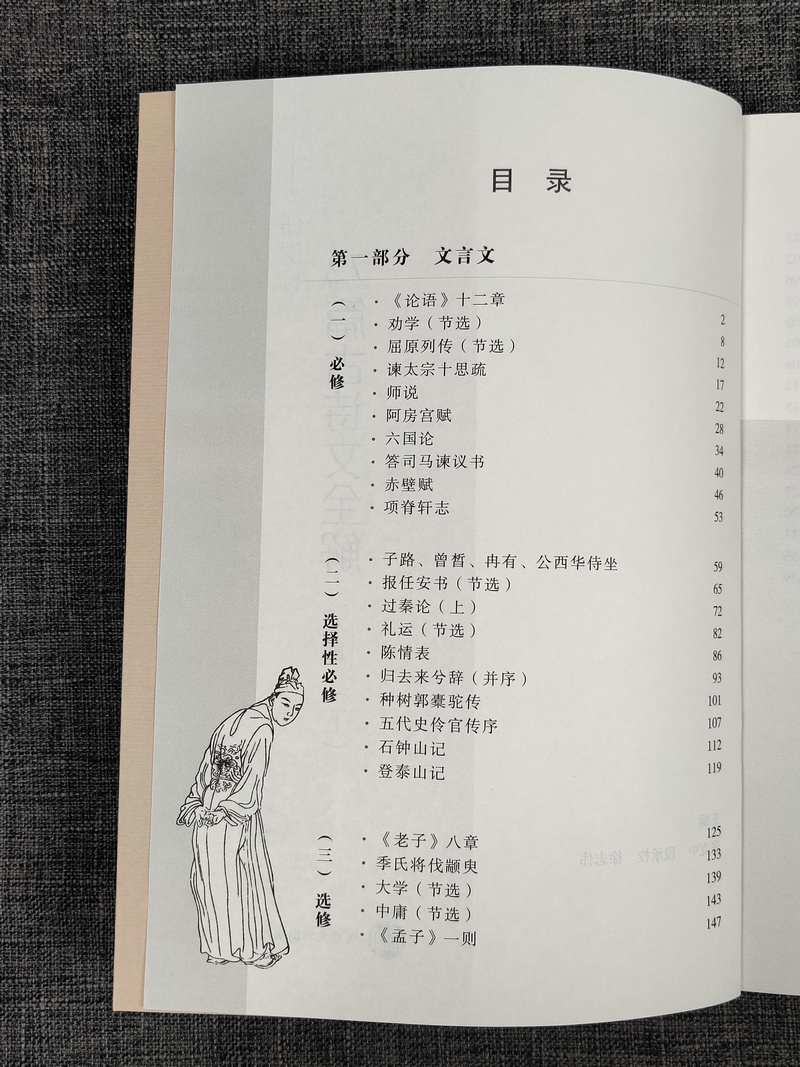 目 录
第一部分 文言文
（一）必修
·《论语》十二章 2
·劝学（节选） 8
·屈原列传（节选） 12
·谏太宗十思疏 17
·师说 22
·阿房宫赋 28
·六国论 34
·答司马谏议书 40
·赤壁赋 46
·项脊轩志 53
（二）选择性必修
·子路、曾皙、冉有、公西华侍坐 59
·报任安书（节选） 65
·过秦论（上） 72
·礼运（节选） 82
·陈情表 86
·归去来兮辞（并序） 93
·种树郭橐驼传 101
·五代史伶官传序 107
·石钟山记 112
·登泰山记 119
（三）选修
·《老子》八章 125
·季氏将伐颛臾 133
·大学（节选） 139
·中庸（节选） 143
·《孟子》一则 147